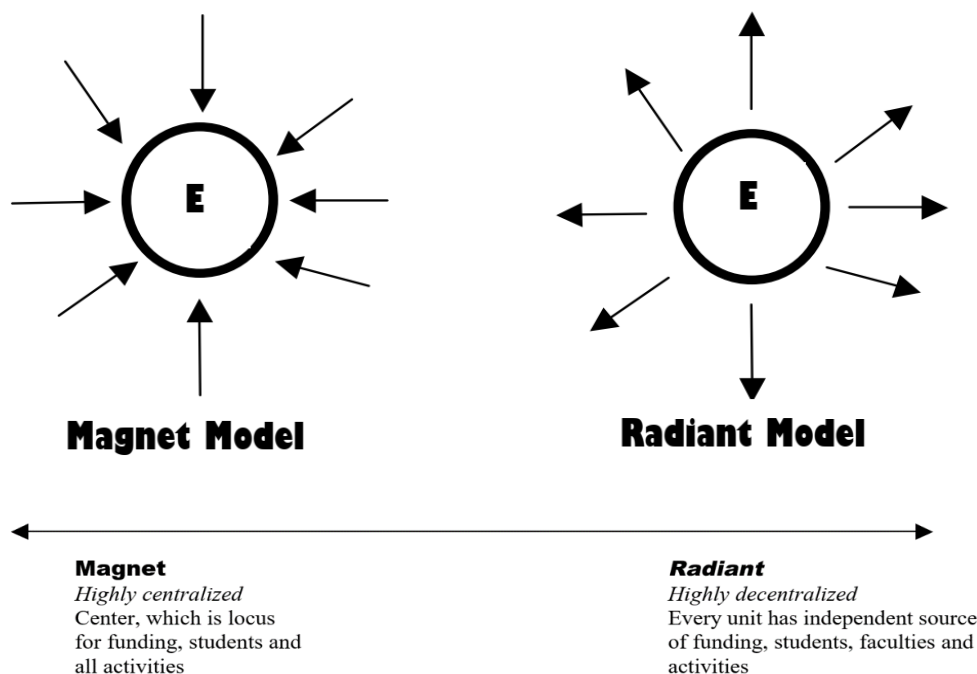 E
E
Magnet Model
Radiant Model
Magnet
Highly centralized
Center, which is locus
for funding, students and
all activities
Radiant
Highly decentralized
Every unit has independent source
of funding, students, faculties and
activities